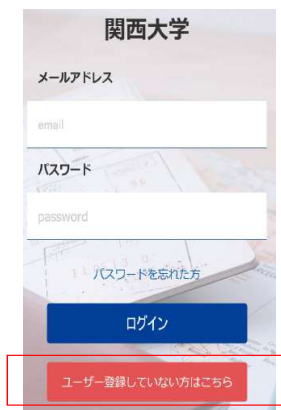 関西大学
メールアドレス
email
パスワード
password
パスワードを忘れた方
ログイン
ユーザー登録していない方はこちら